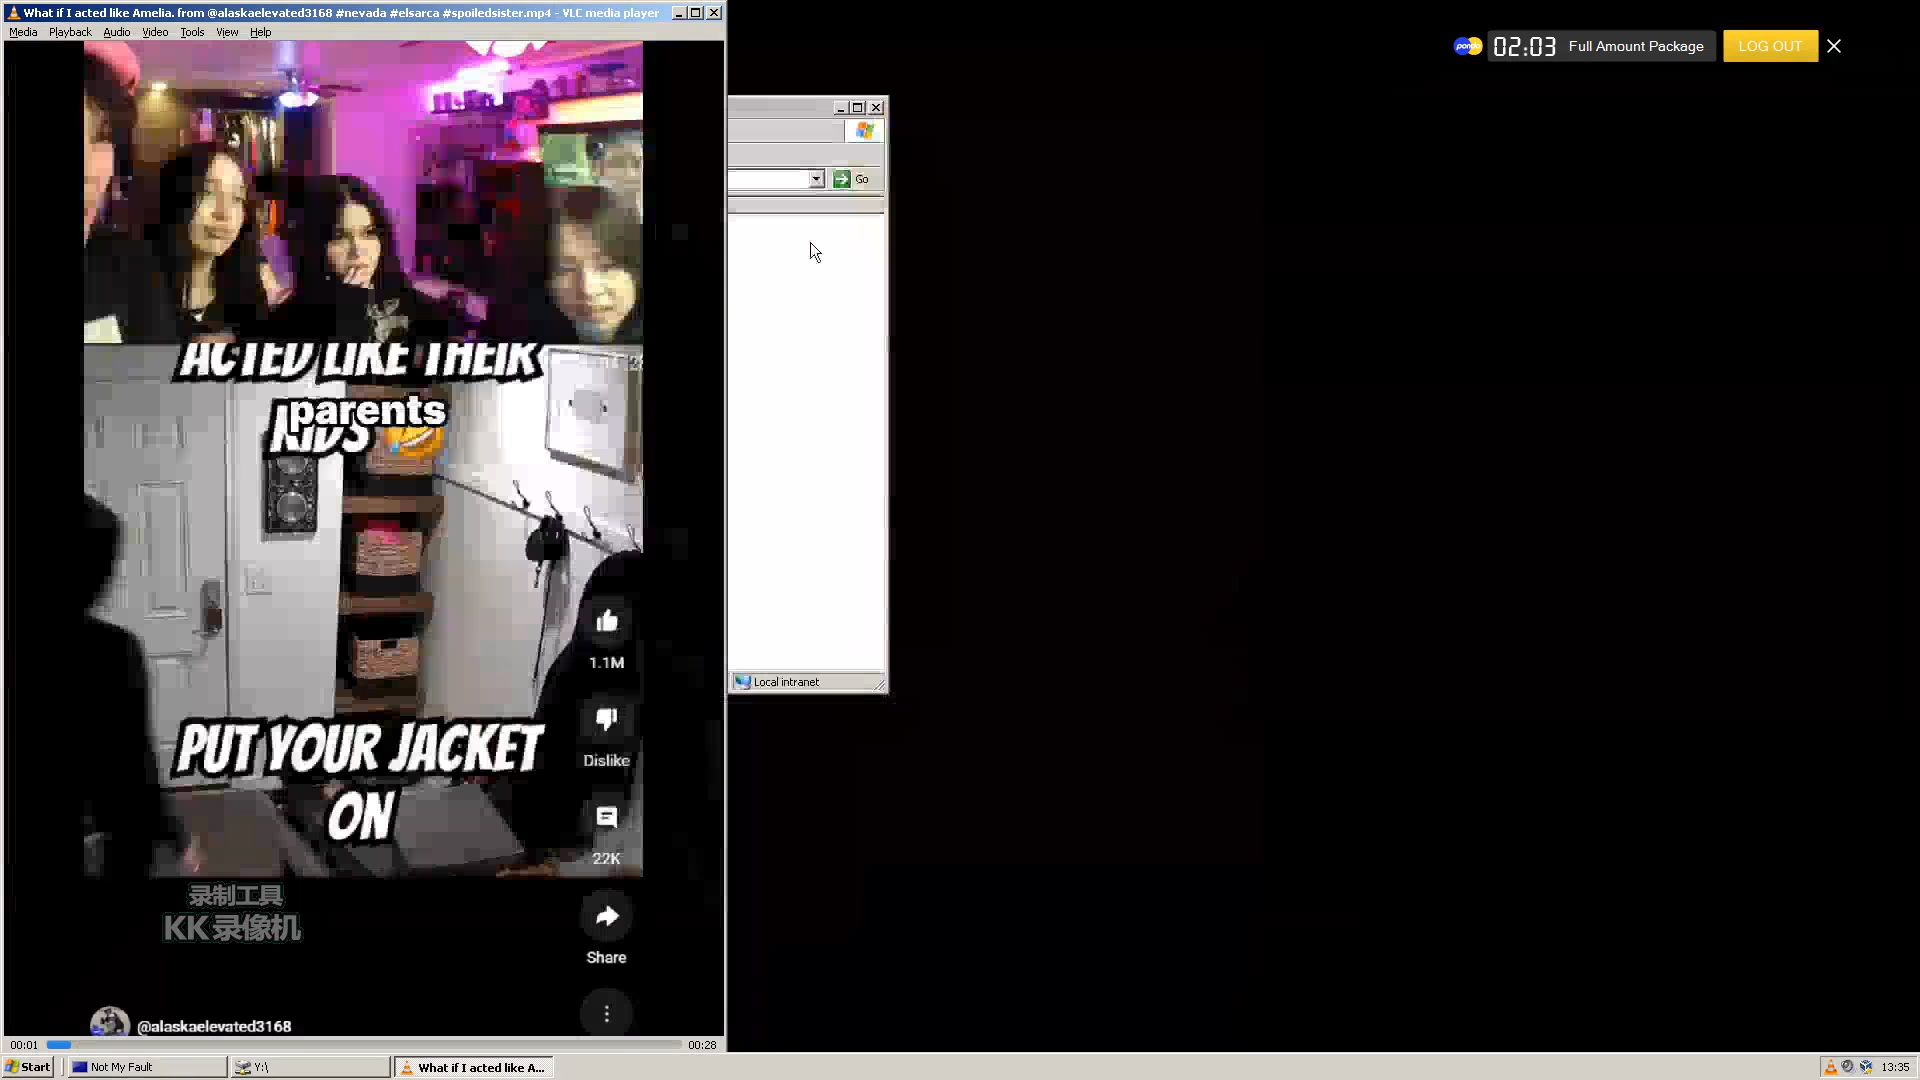 What if I acted like Amelia. from @alaskaelevated3168 #nevada #elsarca #spoiledsister.mp4 - VLC media player
Media Playback Audio Video Tools View Help
02:03 Full Amount Package LOG OUT
Go
ACTED LIKE THEIR
parents
KIDS
1.1M
Local intranet
PUT YOUR JACKET
ON
Dislike
22K
录制工具
KK录像机
Share
@alaskaelevated3168
00:01 00:28
Start Not My Fault Y:\ What if I acted like A... 13:35